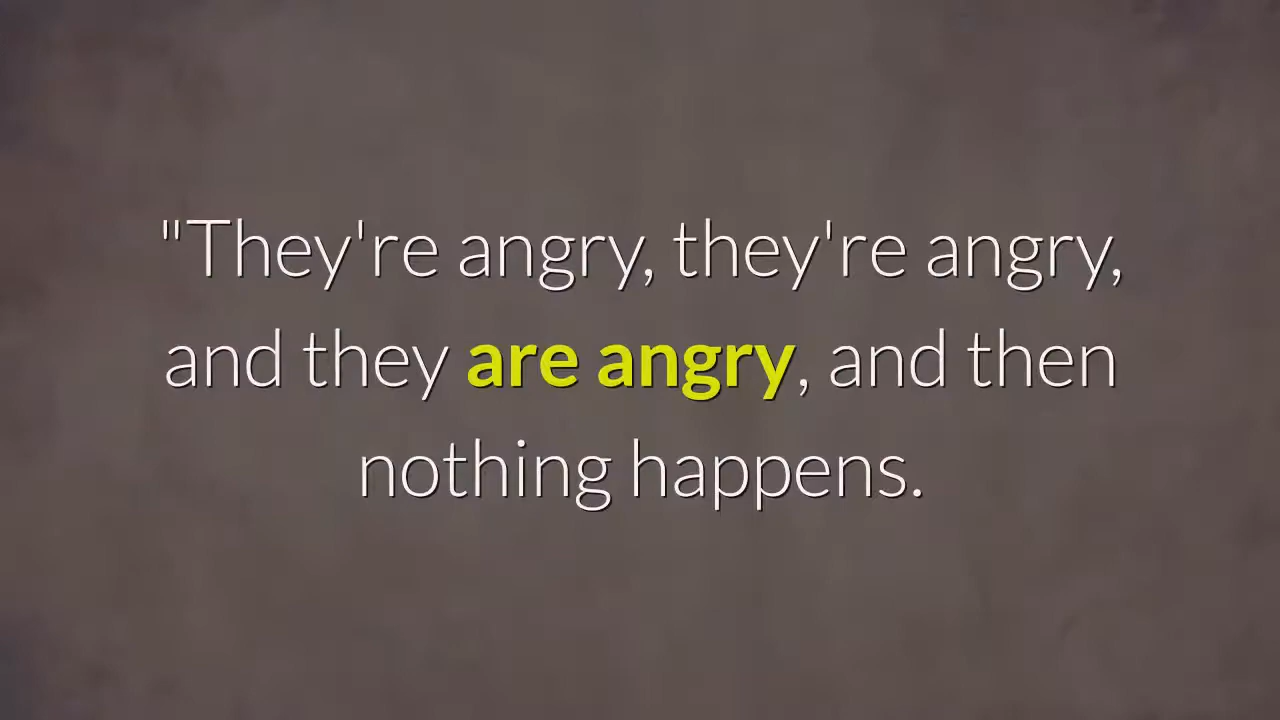 "They're angry, they're angry,
and they are angry, and then
nothing happens.